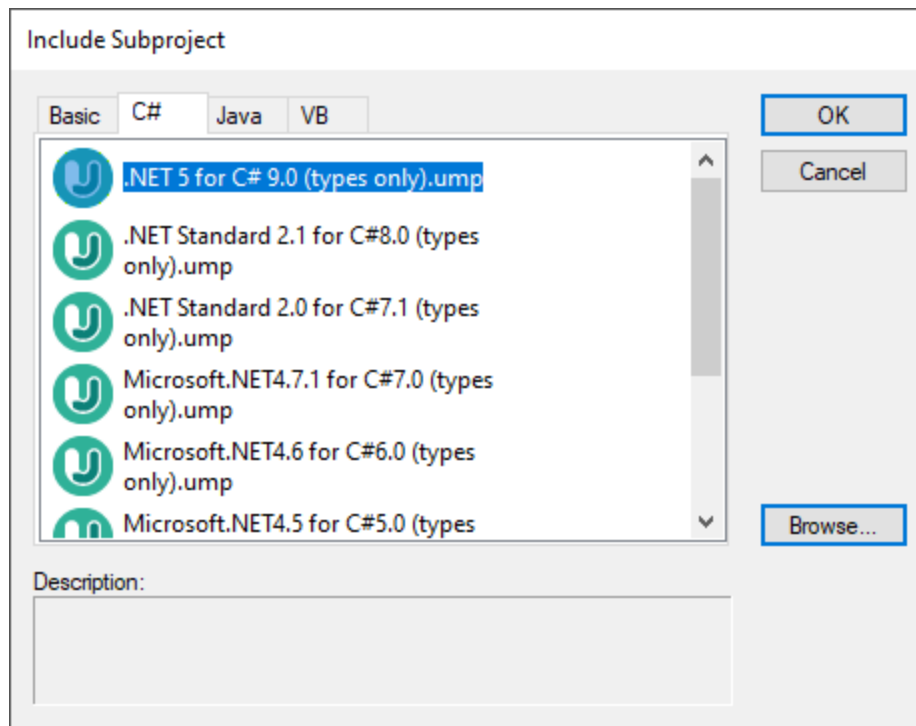 Include Subproject
Basic C# Java VB
OK
Cancel
.NET 5 for C# 9.0 (types only).ump
.NET Standard 2.1 for C#8.0 (types
only).ump
.NET Standard 2.0 for C#7.1 (types
only).ump
Microsoft.NET4.7.1 for C#7.0 (types
only).ump
Microsoft.NET4.6 for C#6.0 (types
only).ump
Microsoft.NET4.5 for C#5.0 (types
Browse...
Description: